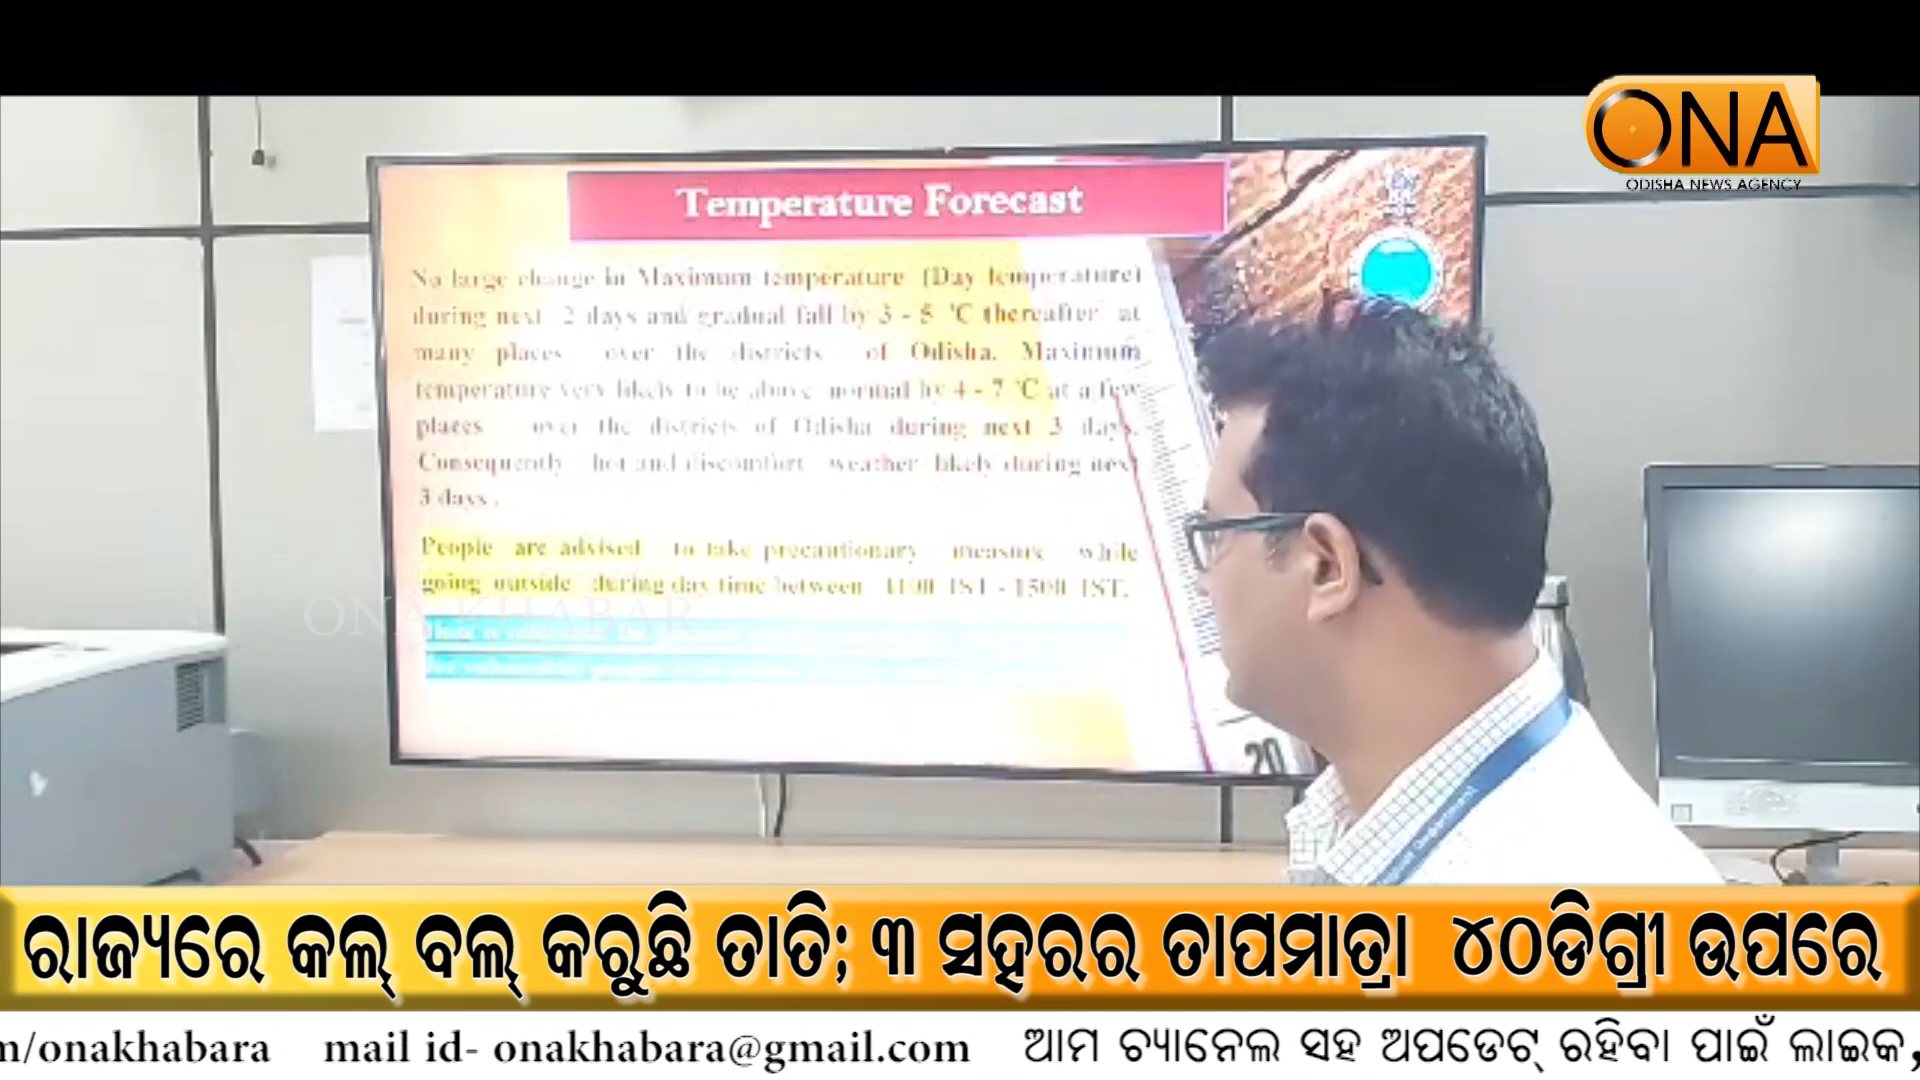 ONA
ODISHA NEWS AGENCY
Temperature Forecast
No large change in Maximum temperature (Day temperature)
during next 2 days and gradual fall by 3 - 5 °C thereafter at
many places over the districts of Odisha. Maximum
temperature very likely to be above normal by 4 - 7 °C at a few
places over the districts of Odisha during next 3 days.
Consequently hot and discomfort weather likely during next
3 days.
People are advised to take precautionary measure while
going outside during day time between 1100 IST - 1500 IST.
ONA KHABAR
20
ରାଜ୍ୟରେ କଲ୍ ବଲ୍ କରୁଛି ତାତି; ୩ ସହରର ତାପମାତ୍ରା ୪୦ଡିଗ୍ରୀ ଉପରେ
m/onakhabara mail id- onakhabara@gmail.com ଆମ ଚ୍ୟାନେଲ ସହ ଅପଡେଟ୍ ରହିବା ପାଇଁ ଲାଇକ,